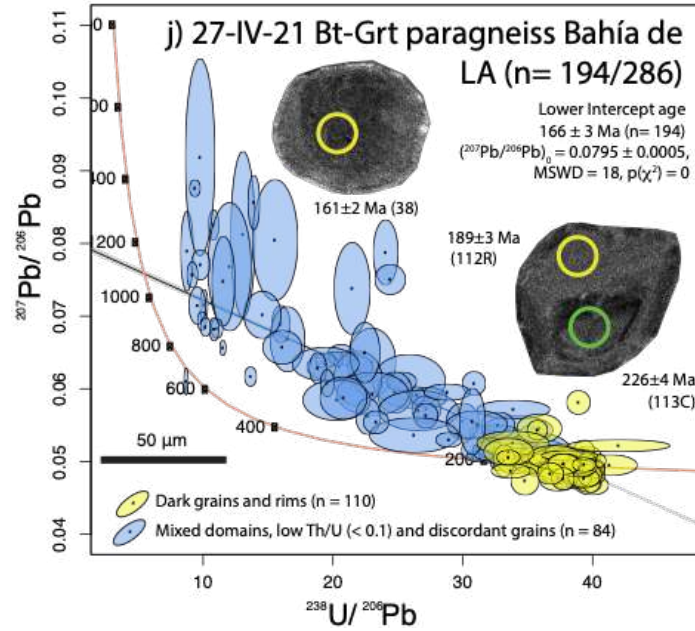 j) 27-IV-21 Bt-Grt paragneiss Bahía de
LA (n= 194/286)
Lower Intercept age
166 ± 3 Ma (n= 194)
(²⁰⁷Pb/²⁰⁶Pb)₀ = 0.0795 ± 0.0005,
MSWD = 18, p(χ²) = 0
161±2 Ma (38)
189±3 Ma
(112R)
226±4 Ma
(113C)
0.11
0.10
0.09
0.08
0.07
0.06
0.05
0.04
²⁰⁷Pb/ ²⁰⁶Pb
0
00
400
200
1000
800
600
400
200
50 µm
Dark grains and rims (n = 110)
Mixed domains, low Th/U (< 0.1) and discordant grains (n = 84)
10
20
30
40
²³⁸U/ ²⁰⁶Pb